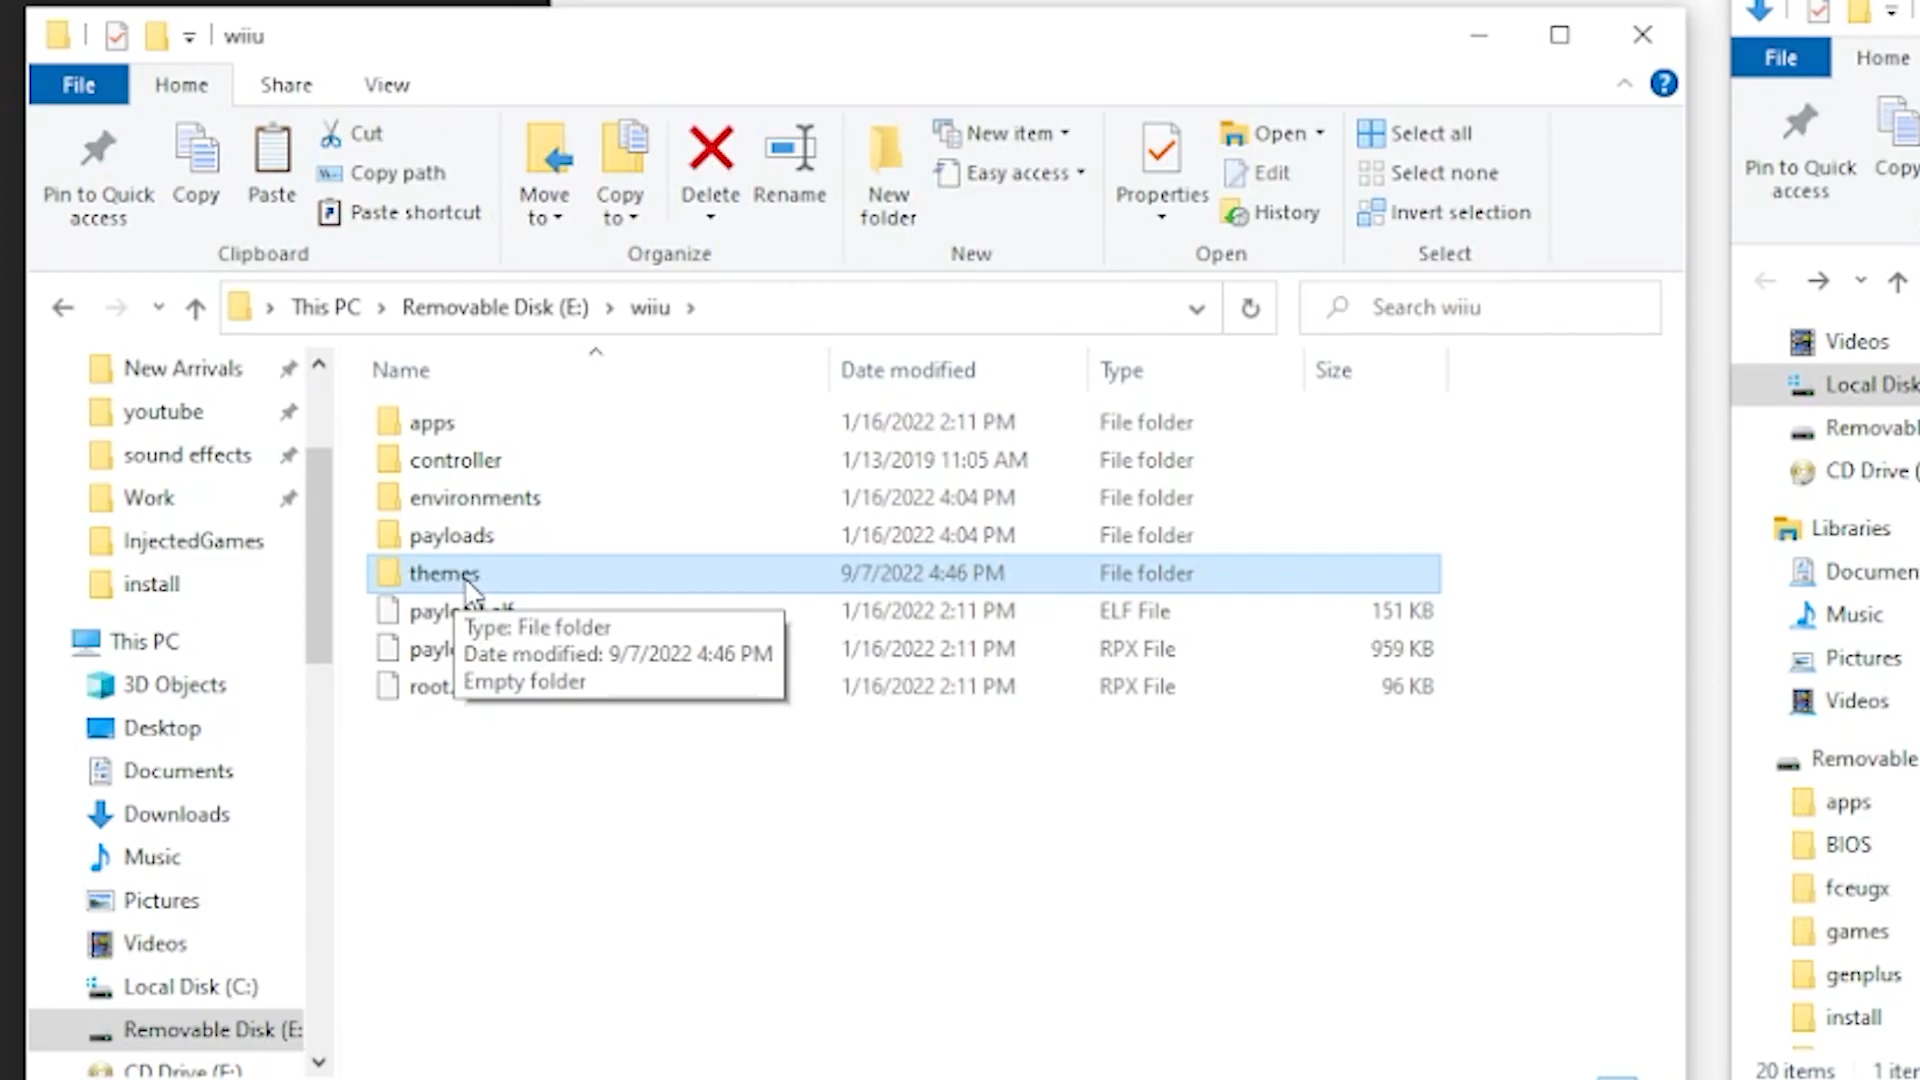 wiiu
File Home Share View
Pin to Quick access
Copy
Paste
Cut
Copy path
Paste shortcut
Clipboard
Move to
Copy to
Delete
Rename
Organize
New folder
New item
Easy access
New
Properties
Open
Edit
History
Open
Select all
Select none
Invert selection
Select
This PC > Removable Disk (E:) > wiiu >
Search wiiu
New Arrivals
youtube
sound effects
Work
InjectedGames
install
This PC
3D Objects
Desktop
Documents
Downloads
Music
Pictures
Videos
Local Disk (C:)
Removable Disk (E:
CD Drive (F:)
Name Date modified Type Size
apps 1/16/2022 2:11 PM File folder
controller 1/13/2019 11:05 AM File folder
environments 1/16/2022 4:04 PM File folder
payloads 1/16/2022 4:04 PM File folder
themes 9/7/2022 4:46 PM File folder
1/16/2022 2:11 PM ELF File 151 KB
1/16/2022 2:11 PM RPX File 959 KB
root. 1/16/2022 2:11 PM RPX File 96 KB
Type: File folder
Date modified: 9/7/2022 4:46 PM
Empty folder
File Home
Pin to Quick access
Copy
Videos
Local Disk
Removabl
CD Drive (
Libraries
Documen
Music
Pictures
Videos
Removable
apps
BIOS
fceugx
games
genplus
install
20 items 1 iter